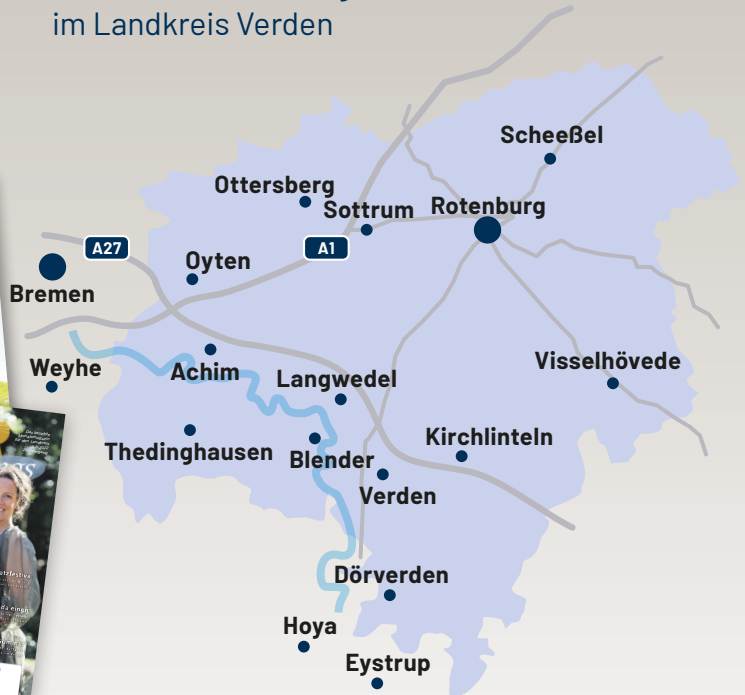 im Landkreis Verden
Scheeßel
Ottersberg
Sottrum
Rotenburg
A27
A1
Oyten
Bremen
Weyhe
Achim
Langwedel
Visselhövede
Thedinghausen
Blender
Kirchlinteln
Verden
Dörverden
Hoya
Eystrup